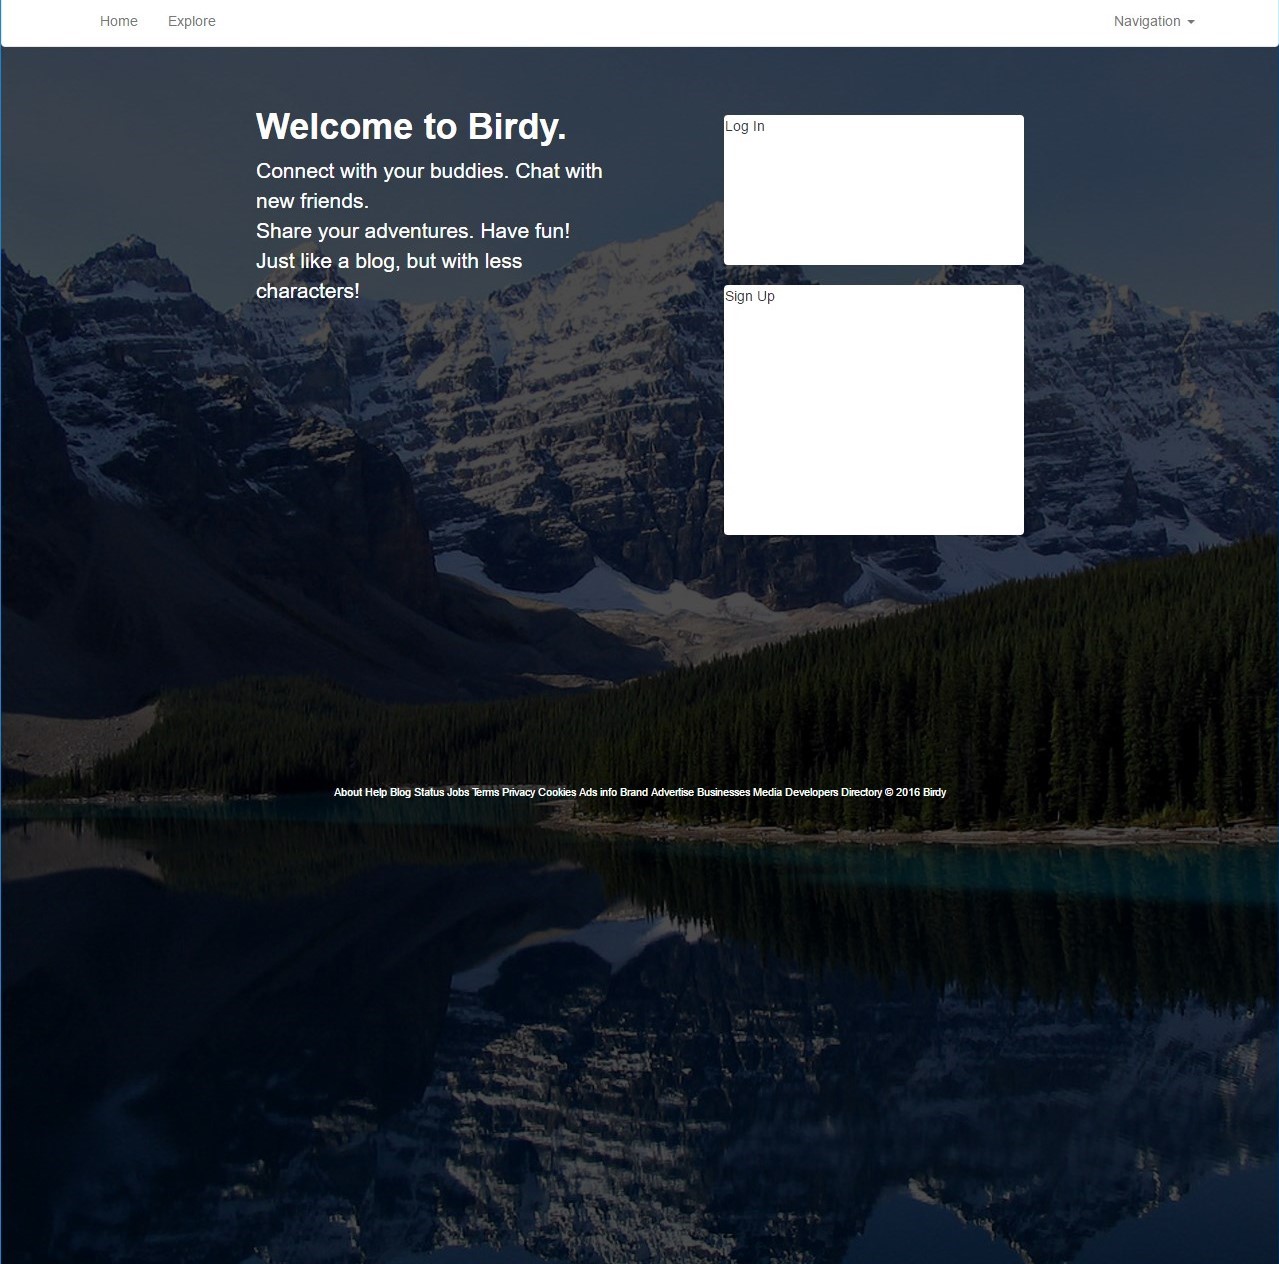 Home Explore Navigation
Welcome to Birdy.
Connect with your buddies. Chat with
new friends.
Share your adventures. Have fun!
Just like a blog, but with less
characters!
Log In
Sign Up
About Help Blog Status Jobs Terms Privacy Cookies Ads info Brand Advertise Businesses Media Developers Directory © 2016 Birdy